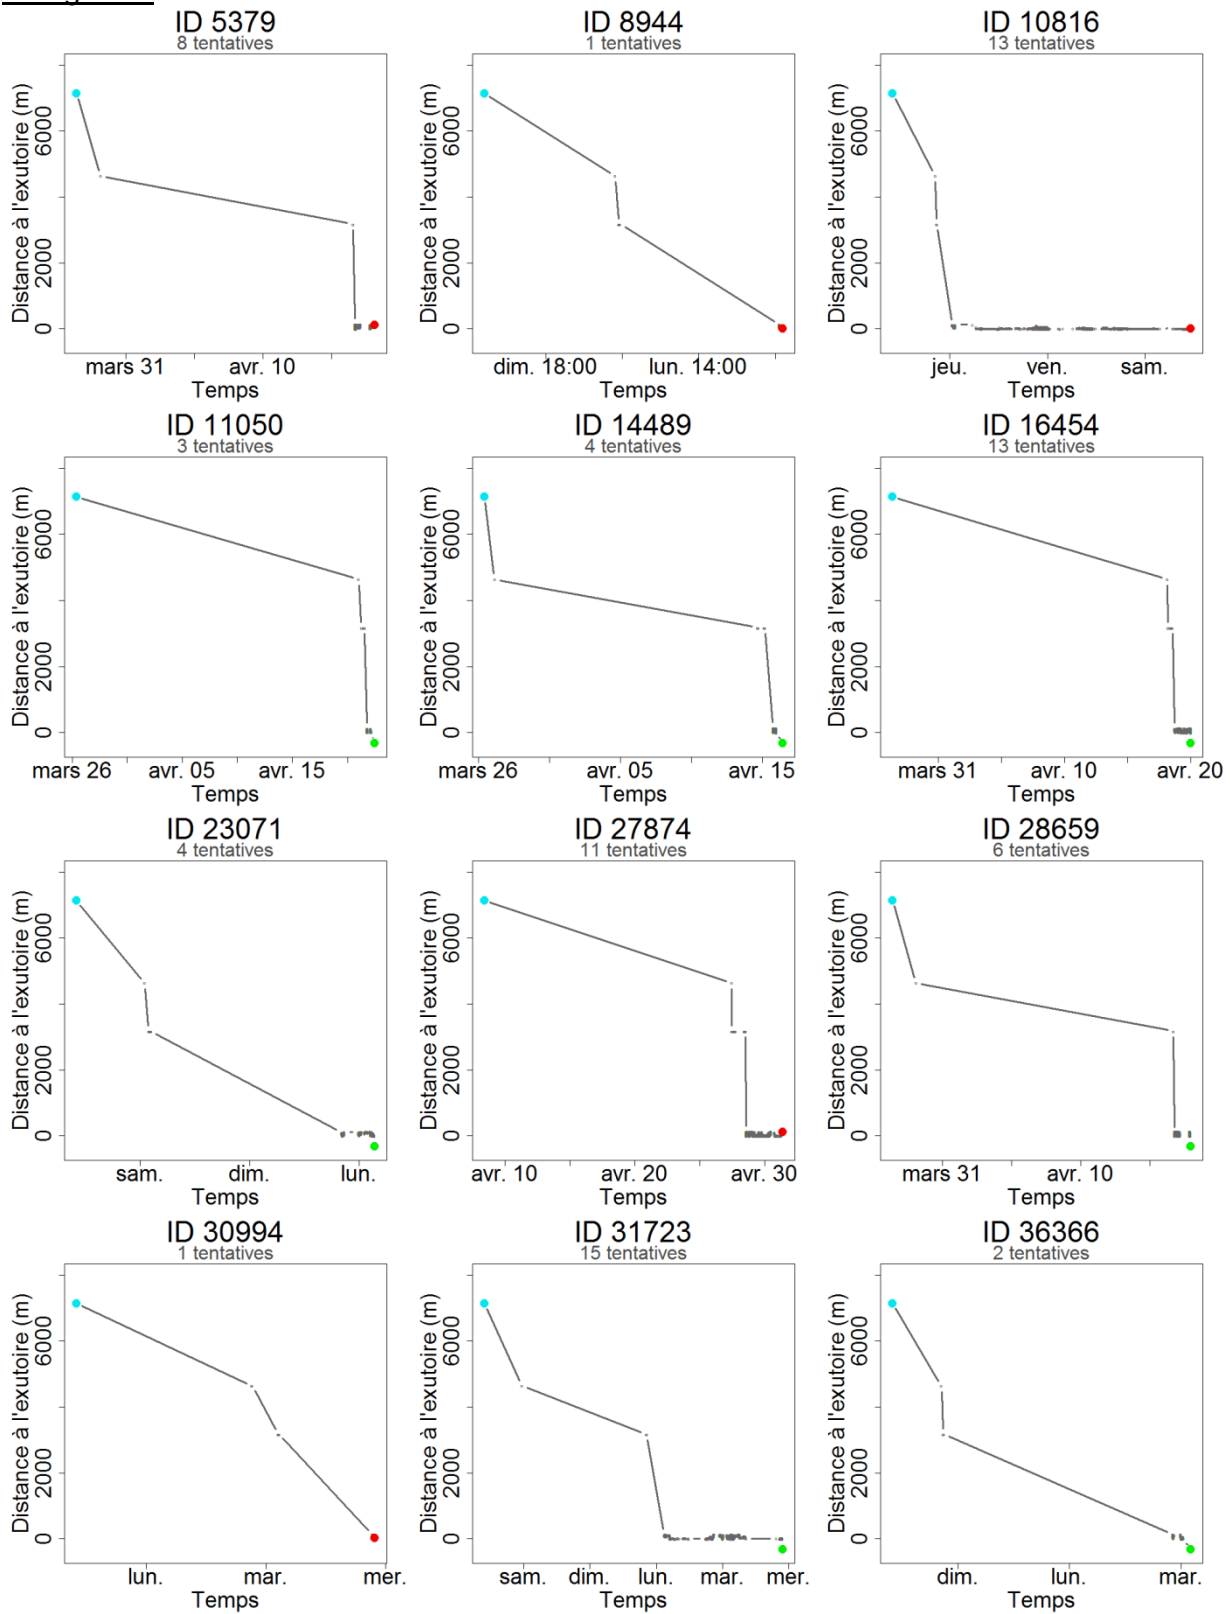 ID 5379
8 tentatives
Distance à l'exutoire (m)
6000
2000
0
mars 31
avr. 10
Temps
ID 8944
1 tentatives
Distance à l'exutoire (m)
6000
2000
0
dim. 18:00
lun. 14:00
Temps
ID 10816
13 tentatives
Distance à l'exutoire (m)
6000
2000
0
jeu.
ven.
sam.
Temps
ID 11050
3 tentatives
Distance à l'exutoire (m)
6000
2000
0
mars 26
avr. 05
avr. 15
Temps
ID 14489
4 tentatives
Distance à l'exutoire (m)
6000
2000
0
mars 26
avr. 05
avr. 15
Temps
ID 16454
13 tentatives
Distance à l'exutoire (m)
6000
2000
0
mars 31
avr. 10
avr. 20
Temps
ID 23071
4 tentatives
Distance à l'exutoire (m)
6000
2000
0
sam.
dim.
lun.
Temps
ID 27874
11 tentatives
Distance à l'exutoire (m)
6000
2000
0
avr. 10
avr. 20
avr. 30
Temps
ID 28659
6 tentatives
Distance à l'exutoire (m)
6000
2000
0
mars 31
avr. 10
Temps
ID 30994
1 tentatives
Distance à l'exutoire (m)
6000
2000
0
lun.
mar.
mer.
Temps
ID 31723
15 tentatives
Distance à l'exutoire (m)
6000
2000
0
sam.
dim.
lun.
mar.
mer.
Temps
ID 36366
2 tentatives
Distance à l'exutoire (m)
6000
2000
0
dim.
lun.
mar.
Temps